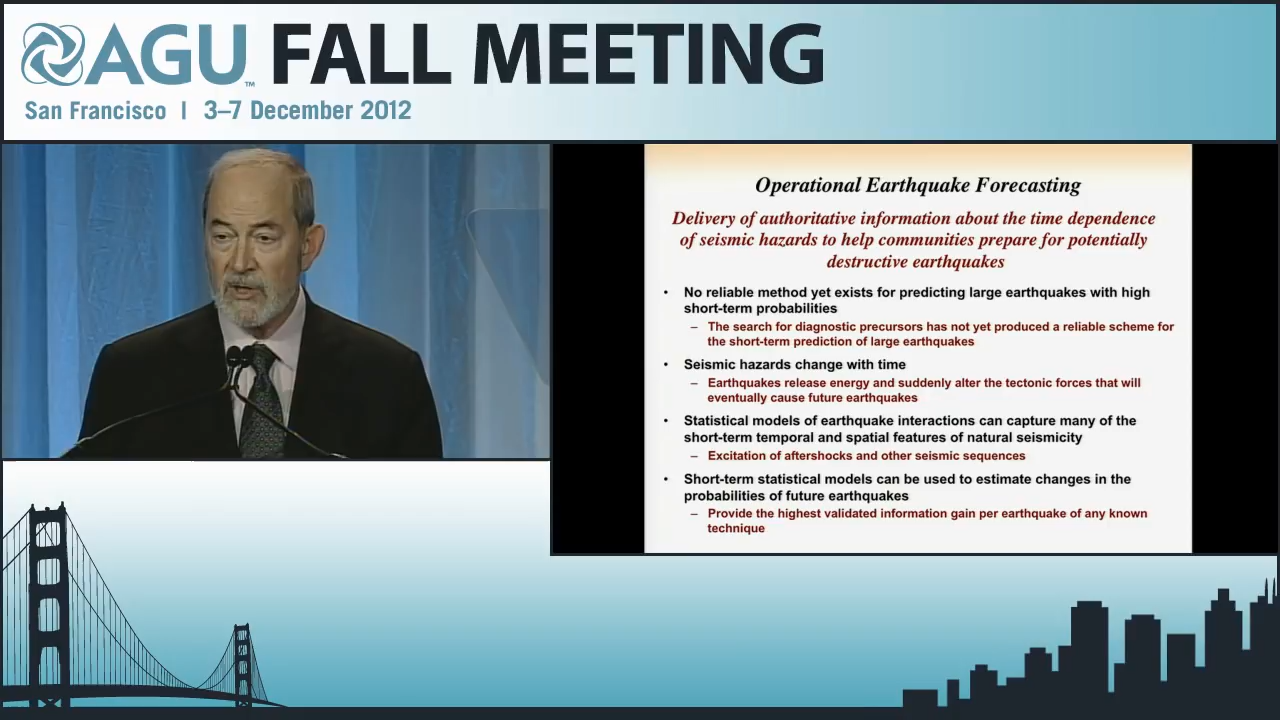 AGU™ FALL MEETING
San Francisco | 3–7 December 2012
Operational Earthquake Forecasting
Delivery of authoritative information about the time dependence
of seismic hazards to help communities prepare for potentially
destructive earthquakes
• No reliable method yet exists for predicting large earthquakes with high
short-term probabilities
– The search for diagnostic precursors has not yet produced a reliable scheme for
the short-term prediction of large earthquakes
• Seismic hazards change with time
– Earthquakes release energy and suddenly alter the tectonic forces that will
eventually cause future earthquakes
• Statistical models of earthquake interactions can capture many of the
short-term temporal and spatial features of natural seismicity
– Excitation of aftershocks and other seismic sequences
• Short-term statistical models can be used to estimate changes in the
probabilities of future earthquakes
– Provide the highest validated information gain per earthquake of any known
technique